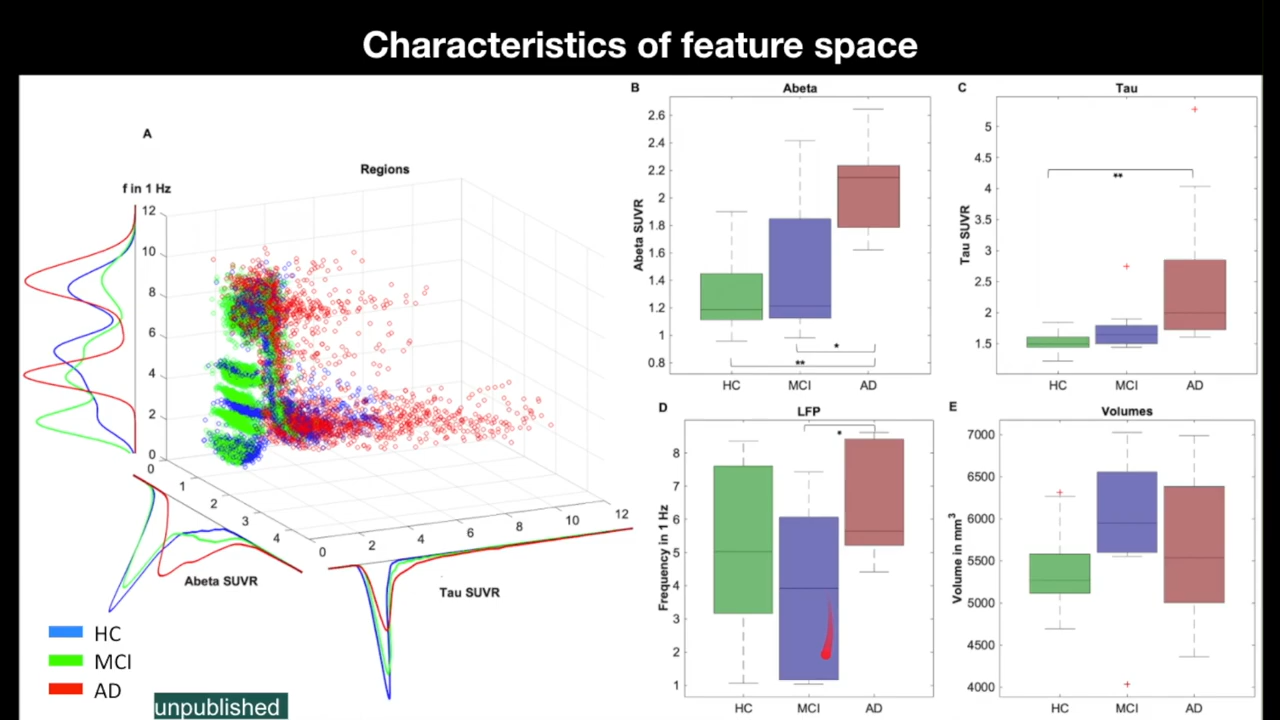 Characteristics of feature space
A
Regions
f in 1 Hz
12
10
8
6
4
2
0
0
1
2
3
4
0
2
4
6
8
10
12
Abeta SUVR
Tau SUVR
HC
MCI
AD
unpublished
B
Abeta
Abeta SUVR
2.6
2.4
2.2
2
1.8
1.6
1.4
1.2
1
0.8
*
**
HC MCI AD
C
Tau
Tau SUVR
5
4.5
4
3.5
3
2.5
2
1.5
**
HC MCI AD
D
LFP
Frequency in 1 Hz
8
7
6
5
4
3
2
1
*
HC MCI AD
E
Volumes
Volume in mm³
7000
6500
6000
5500
5000
4500
4000
HC MCI AD